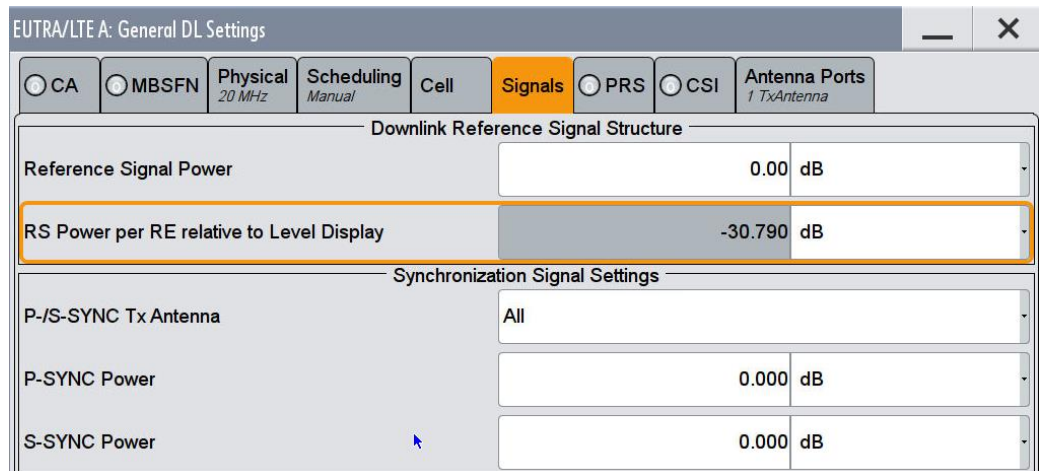 EUTRA/LTE A: General DL Settings
CA MBSFN Physical 20 MHz Scheduling Manual Cell Signals PRS CSI Antenna Ports 1 TxAntenna
Downlink Reference Signal Structure
Reference Signal Power 0.00 dB
RS Power per RE relative to Level Display -30.790 dB
Synchronization Signal Settings
P-/S-SYNC Tx Antenna All
P-SYNC Power 0.000 dB
S-SYNC Power 0.000 dB